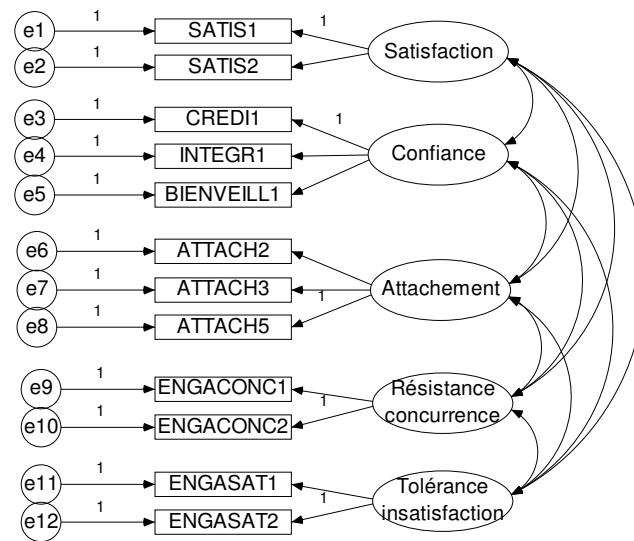 e1 1 SATIS1 1 Satisfaction
e2 1 SATIS2
e3 1 CREDI1 1
e4 1 INTEGR1 Confiance
e5 1 BIENVEILL1
e6 1 ATTACH2
e7 1 ATTACH3 1 Attachement
e8 1 ATTACH5
e9 1 ENGACONC1 Résistance
concurrence
e10 1 ENGACONC2 1
e11 1 ENGASAT1 Tolérance
insatisfaction
e12 1 ENGASAT2 1